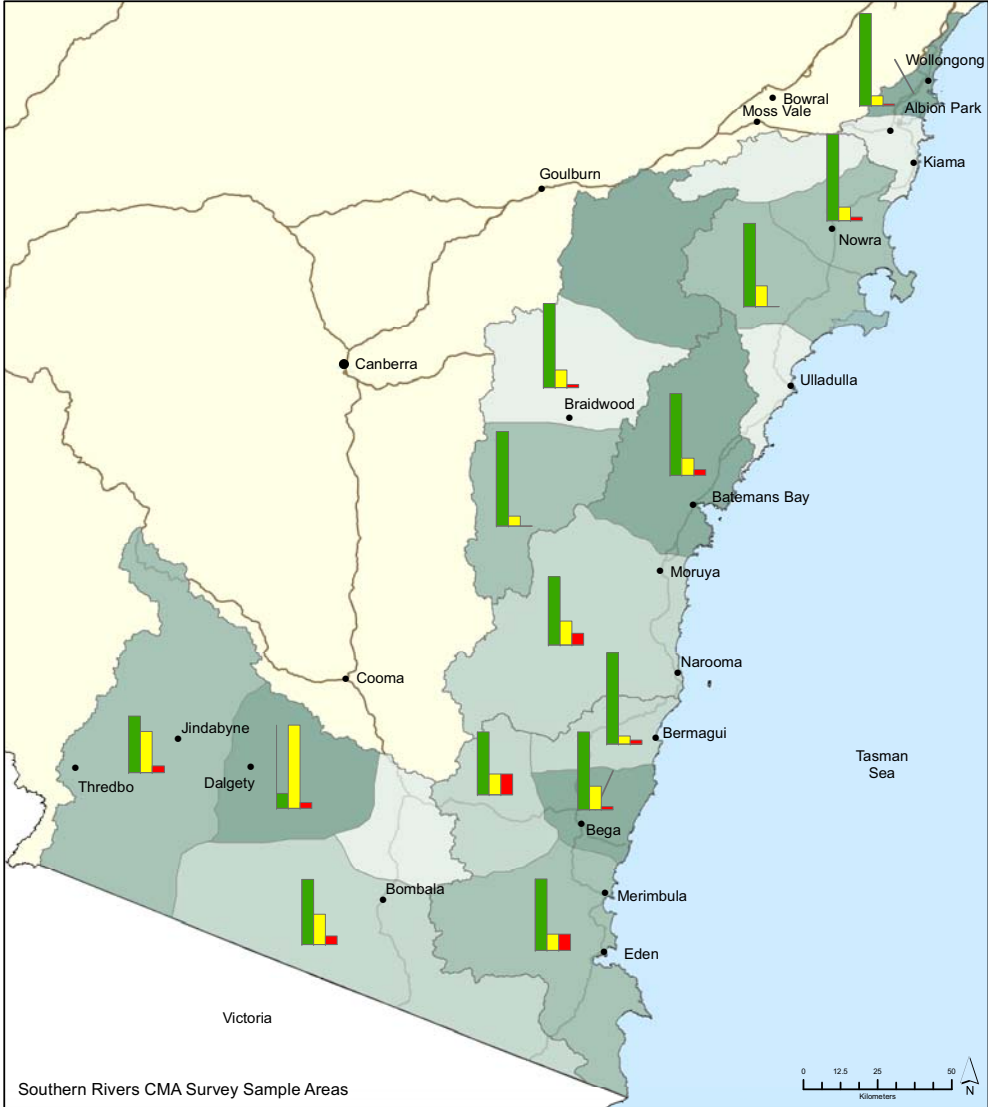 Wollongong
Bowral
Albion Park
Moss Vale
Kiama
Goulburn
Nowra
Canberra
Ulladulla
Braidwood
Batemans Bay
Moruya
Narooma
Cooma
Jindabyne
Bermagui
Tasman
Sea
Thredbo
Dalgety
Bega
Bombala
Merimbula
Eden
Victoria
Southern Rivers CMA Survey Sample Areas
0 12.5 25 50
Kilometers
N